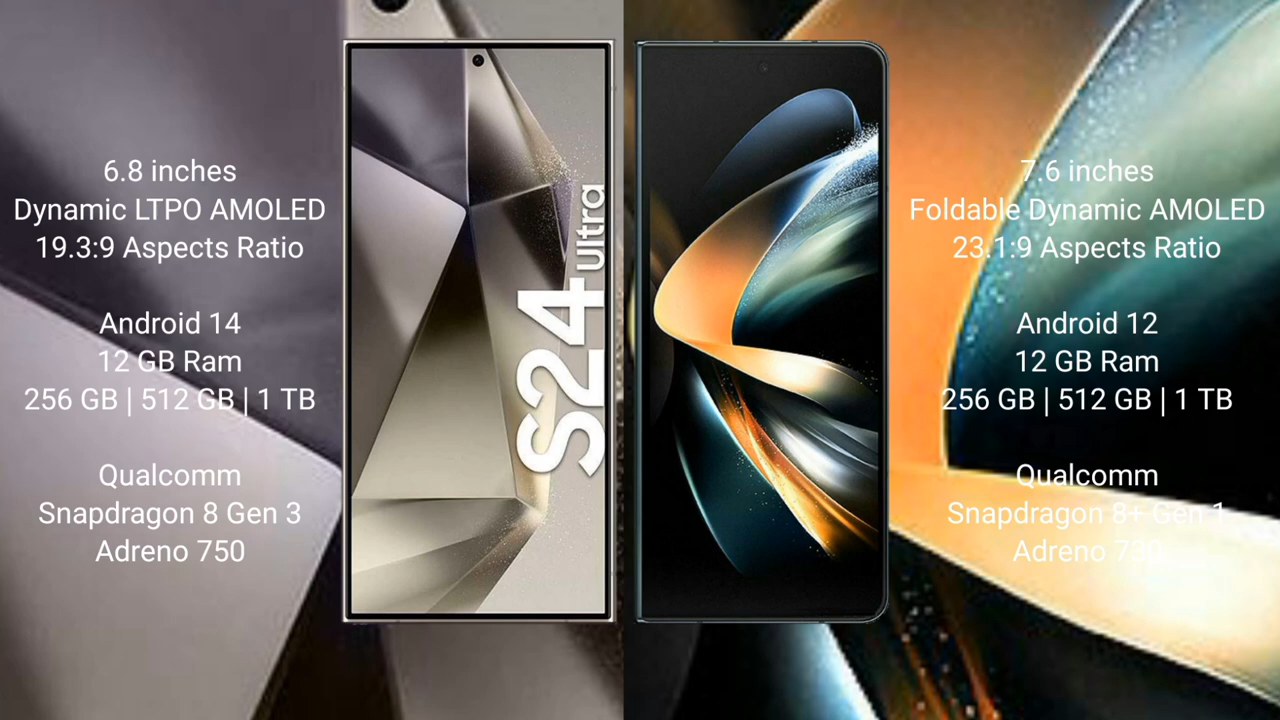 6.8 inches
Dynamic LTPO AMOLED
19.3:9 Aspects Ratio
Android 14
12 GB Ram
256 GB | 512 GB | 1 TB
Qualcomm
Snapdragon 8 Gen 3
Adreno 750
S24 ultra
7.6 inches
Foldable Dynamic AMOLED
23.1:9 Aspects Ratio
Android 12
12 GB Ram
256 GB | 512 GB | 1 TB
Qualcomm
Snapdragon 8+ Gen 1
Adreno 730